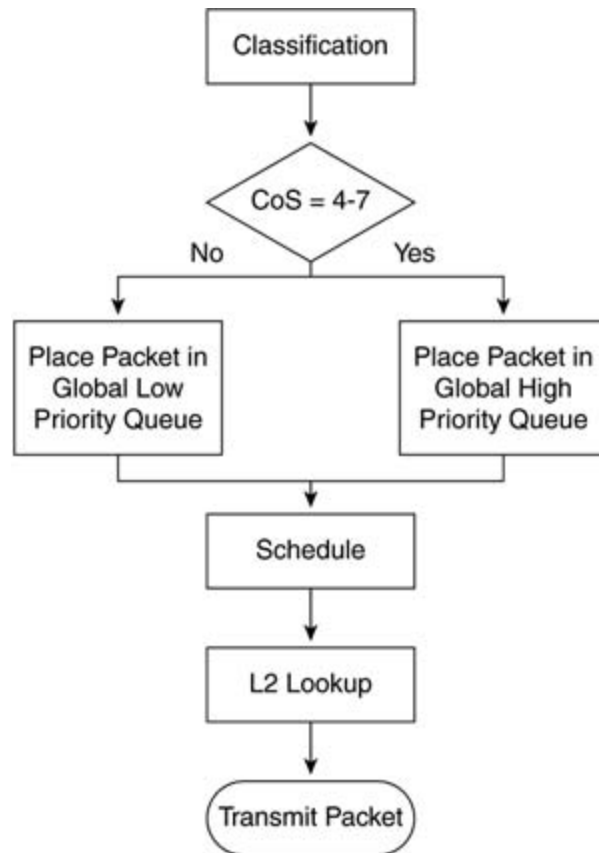 Classification
CoS = 4-7
No
Yes
Place Packet in
Global Low
Priority Queue
Place Packet in
Global High
Priority Queue
Schedule
L2 Lookup
Transmit Packet